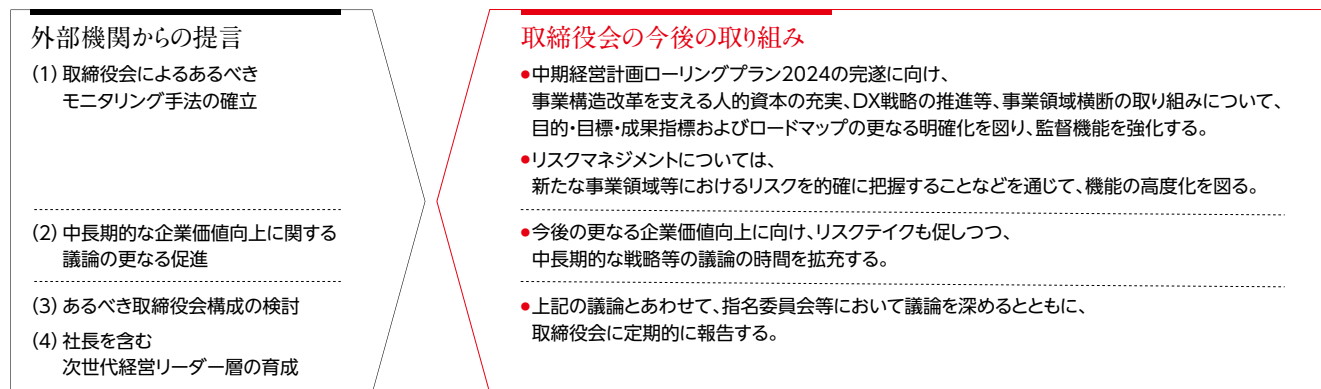 外部機関からの提言
(1) 取締役会によるあるべき
モニタリング手法の確立
(2) 中長期的な企業価値向上に関する
議論の更なる促進
(3) あるべき取締役会構成の検討
(4) 社長を含む
次世代経営リーダー層の育成
取締役会の今後の取り組み
●中期経営計画ローリングプラン2024の完遂に向け、
事業構造改革を支える人的資本の充実、DX戦略の推進等、事業領域横断の取り組みについて、
目的・目標・成果指標およびロードマップの更なる明確化を図り、監督機能を強化する。
●リスクマネジメントについては、
新たな事業領域等におけるリスクを的確に把握することなどを通じて、機能の高度化を図る。
●今後の更なる企業価値向上に向け、リスクテイクも促しつつ、
中長期的な戦略等の議論の時間を拡充する。
●上記の議論とあわせて、指名委員会等において議論を深めるとともに、
取締役会に定期的に報告する。